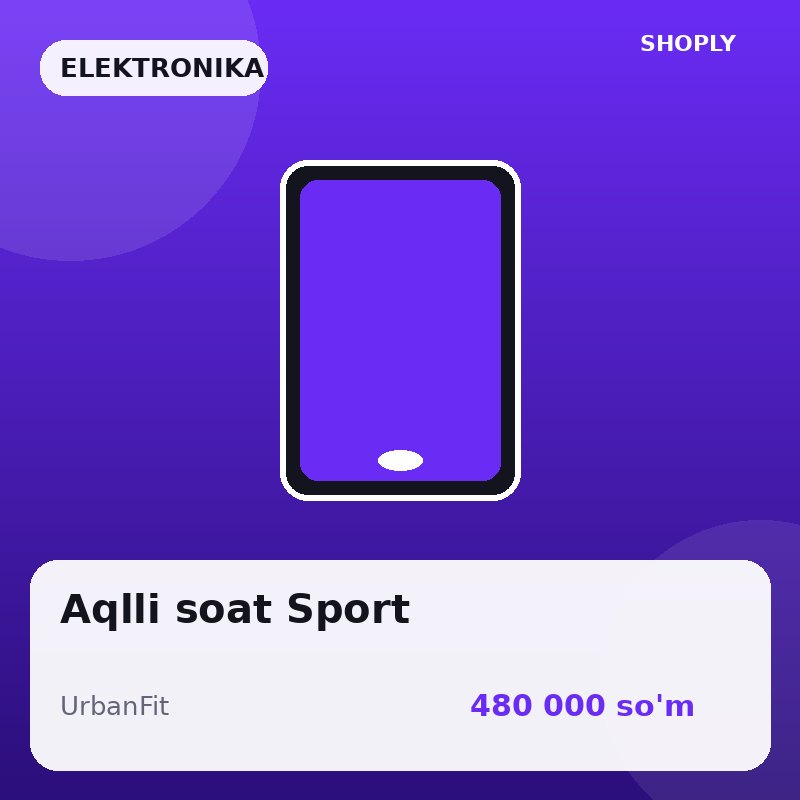 ELEKTRONIKA
SHOPLY
Aqlli soat Sport
UrbanFit
480 000 so'm